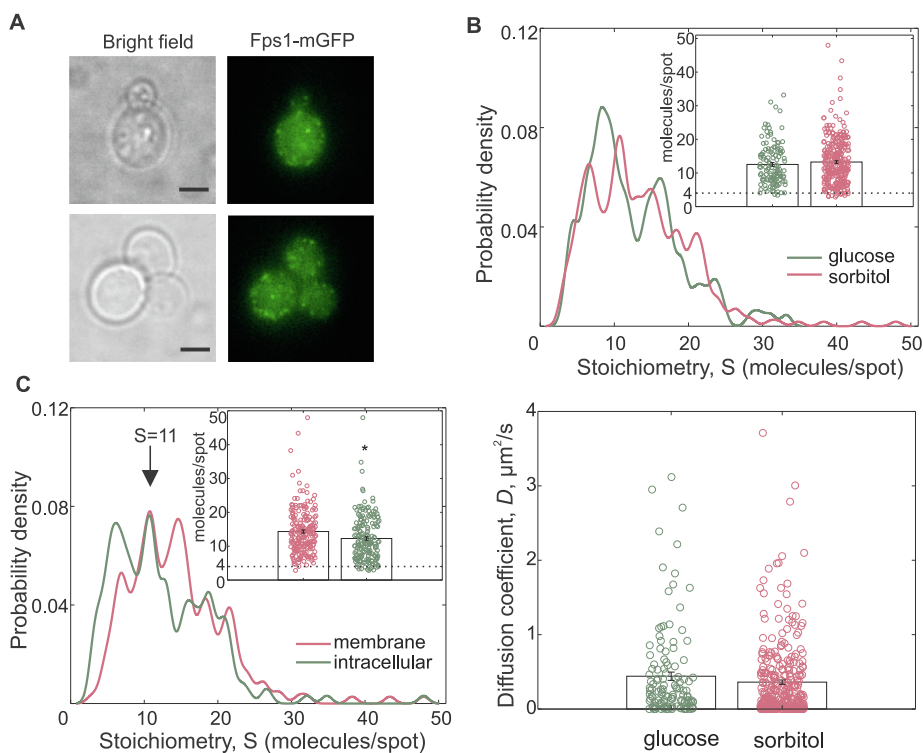 A
Bright field
Fps1-mGFP
B
0.12
0.08
0.04
0
10
20
30
40
50
Probability density
Stoichiometry, S (molecules/spot)
50
40
30
20
10
4
0
molecules/spot
glucose
sorbitol
C
0.12
0.08
0.04
0
10
20
30
40
50
Probability density
Stoichiometry, S (molecules/spot)
S=11
50
40
30
20
10
4
0
molecules/spot
*
membrane
intracellular
4
3
2
1
0
Diffusion coefficient, D, µm²/s
glucose
sorbitol